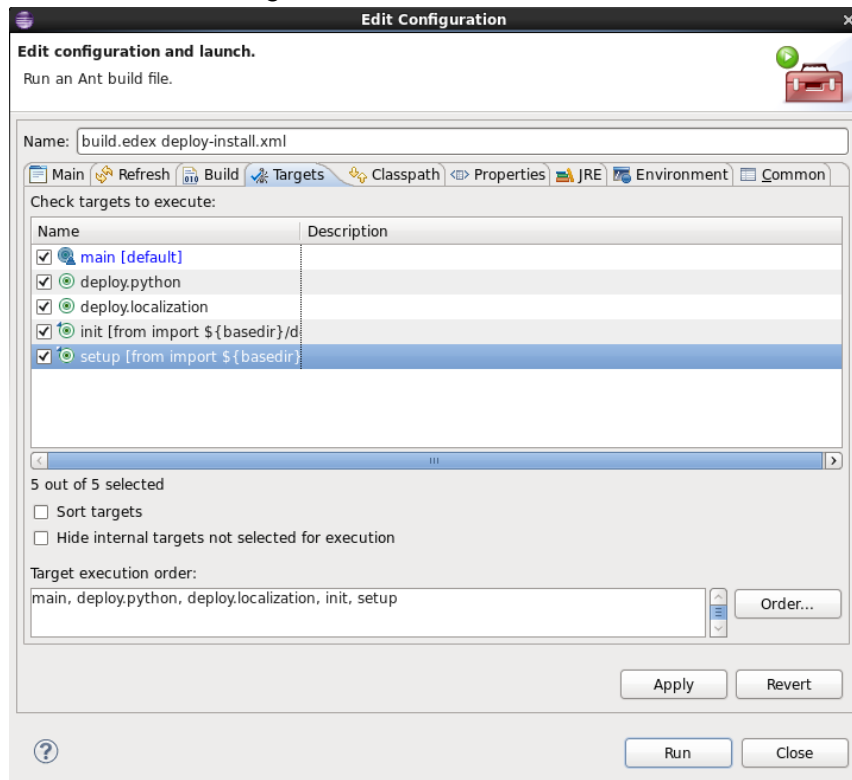 Edit Configuration
Edit configuration and launch.
Run an Ant build file.
Name: build.edex deploy-install.xml
Main Refresh Build Targets Classpath Properties JRE Environment Common
Check targets to execute:
Name Description
main [default]
deploy.python
deploy.localization
init [from import ${basedir}/d
setup [from import ${basedir}
5 out of 5 selected
Sort targets
Hide internal targets not selected for execution
Target execution order:
main, deploy.python, deploy.localization, init, setup
Order...
Apply Revert
Run Close